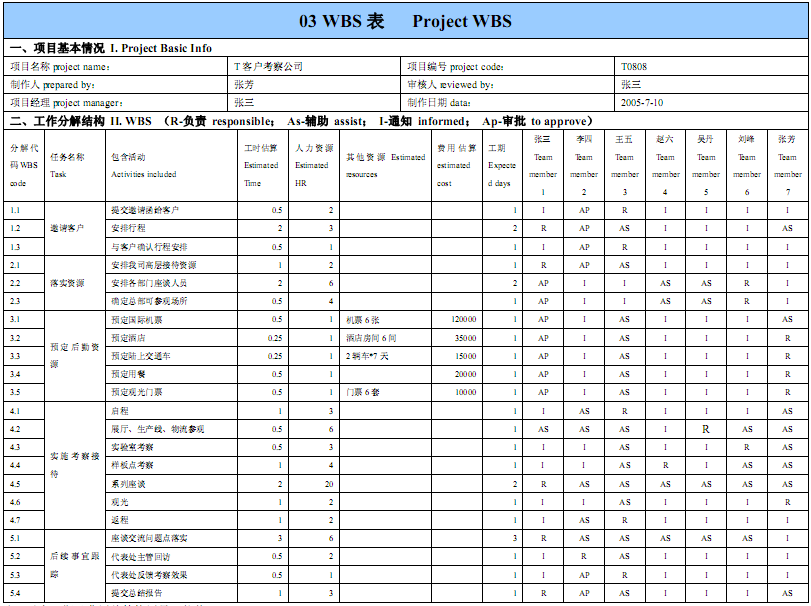 03 WBS 表 Project WBS
一、项目基本情况 I. Project Basic Info
项目名称 project name: T 客户考察公司 项目编号 project code: T0808
制作人 prepared by: 张芳 审核人 reviewed by: 张三
项目经理 project manager: 张三 制作日期 data: 2005-7-10
二、工作分解结构 II. WBS （R-负责 responsible； As-辅助 assist； I-通知 informed； Ap-审批 to approve）
分解代码 WBS code 任务名称 Task 包含活动 Activities included 工时估算 Estimated Time 人力资源 Estimated HR 其他资源 Estimated resources 费用估算 estimated cost 工期 Expected days 张三 Team member 1 李四 Team member 2 王五 Team member 3 赵六 Team member 4 吴丹 Team member 5 刘峰 Team member 6 张芳 Team member 7
1.1 邀请客户 提交邀请函给客户 0.5 2 1 I AP R I I I I
1.2 安排行程 2 3 2 R AP AS I I I AS
1.3 与客户确认行程安排 0.5 1 1 I AP R I I I I
2.1 落实资源 安排我司高层接待资源 1 2 1 R AP AS I I I I
2.2 安排各部门座谈人员 2 6 2 AP I I AS AS R I
2.3 确定总部可参观场所 0.5 4 1 AP I I AS AS R I
3.1 预定后勤资源 预定国际机票 0.5 1 机票 6 张 120000 1 AP I AS I I I AS
3.2 预定酒店 0.25 1 酒店房间 6 间 35000 1 AP I AS I I I R
3.3 预定陆上交通车 0.25 1 2 辆车*7 天 15000 1 AP I AS I I I R
3.4 预定用餐 0.5 1 20000 1 AP I AS I I I R
3.5 预定观光门票 0.5 1 门票 6 套 10000 1 AP I AS I I I R
4.1 实施考察接待 启程 1 3 1 I AS R I I I AS
4.2 展厅、生产线、物流参观 0.5 6 1 AS AS AS I R AS AS
4.3 实验室考察 0.5 3 1 I I AS I I R AS
4.4 样板点考察 1 4 1 I I AS R I AS AS
4.5 系列座谈 2 20 2 R AS AS AS AS AS AS
4.6 观光 1 2 1 I I AS I I I R
4.7 返程 1 2 1 I AS R I I I I
5.1 后续事宜跟踪 座谈交流问题点落实 3 6 3 R AS AS AS AS AS I
5.2 代表处主管回访 0.5 2 1 I R AS I I I I
5.3 代表处反馈考察效果 0.5 1 1 I AP R I I I I
5.4 提交总结报告 1 3 1 R AP AS I I I AS